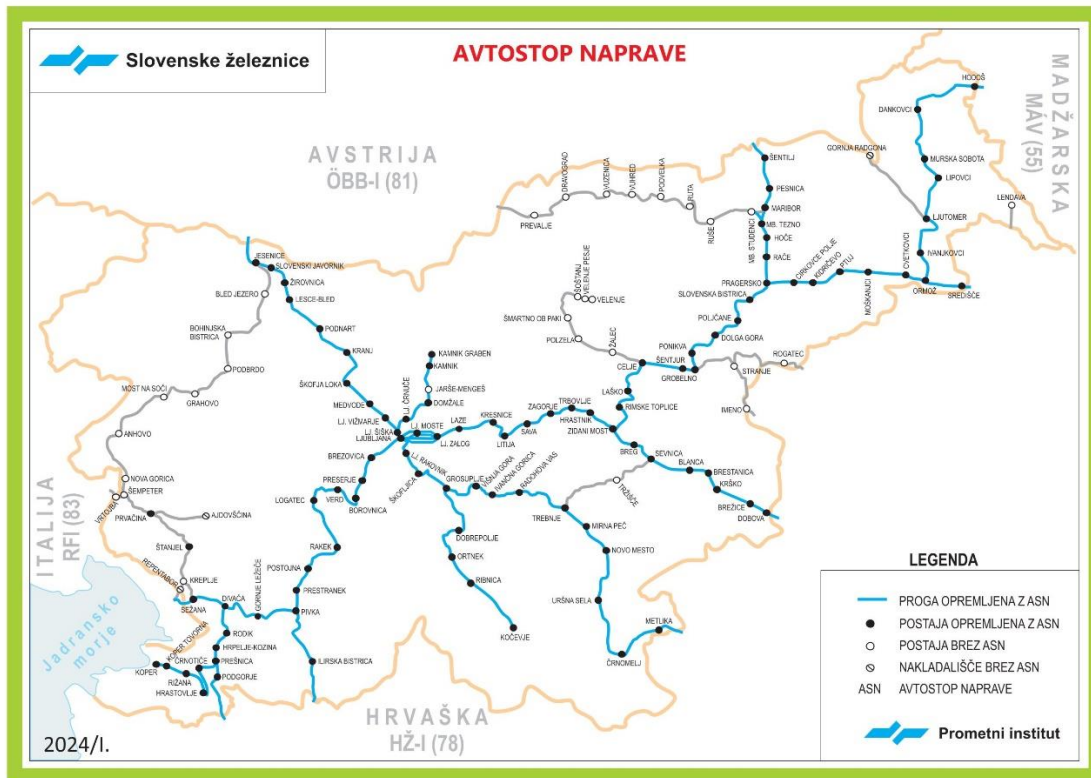 Slovenske železnice
AVTOSTOP NAPRAVE
MADŽARSKA
MÁV (55)
AVSTRIJA
ÖBB-I (81)
ITALIJA
RFI (83)
HRVAŠKA
HŽ-I (78)
Jadransko
morje
HODOŠ
DANKOVCI
GORNJA RADGONA
MURSKA SOBOTA
LIPOVCI
LENDAVA
LJUTOMER
IVANJKOVCI
CVETKOVCI
ORMOŽ
SREDIŠČE
MOŠKANJCI
PTUJ
KIDRIČEVO
CIRKOVCE POLJE
ŠENTILJ
PESNICA
MARIBOR
MB. TEZNO
MB. STUDENCI
HOČE
RAČE
PRAGERSKO
PREVALJE
DRAVOGRAD
VUZENICA
VUHRED
PODVELKA
RUTA
RUŠE
SLOVENSKA BISTRICA
POLJČANE
DOLGA GORA
PONIKVA
ŠENTJUR
GROBELNO
STRANJE
ROGATEC
IMENO
CELJE
ŠOŠTANJ
VELENJE PESJE
VELENJE
ŠMARTNO OB PAKI
POLZELA
ŽALEC
LAŠKO
RIMSKE TOPLICE
ZIDANI MOST
HRASTNIK
TRBOVLJE
ZAGORJE
SAVA
LITIJA
KRESNICE
LAZE
LJ. ZALOG
LJ. MOSTE
BREG
SEVNICA
BLANCA
BRESTANICA
KRŠKO
BREŽICE
DOBOVA
TRŽIŠČE
JESENICE
SLOVENSKI JAVORNIK
ŽIROVNICA
LESCE-BLED
PODNART
KRANJ
ŠKOFJA LOKA
MEDVODE
LJ. VIŽMARJE
LJ. ŠIŠKA
LJUBLJANA
LJ. ČRNUČE
DOMŽALE
JARŠE-MENGEŠ
KAMNIK
KAMNIK GRABEN
BLED JEZERO
BOHINJSKA
BISTRICA
PODBRDO
GRAHOVO
MOST NA SOČI
ANHOVO
NOVA GORICA
ŠEMPETER
VRTOJBA
PRVAČINA
AJDOVŠČINA
ŠTANJEL
KREPLJE
REPENTABOR
SEŽANA
BREZOVICA
PRESERJE
BOROVNICA
VERD
LOGATEC
RAKEK
POSTOJNA
PRESTRANEK
PIVKA
GORNJE LEŽEČE
DIVAČA
RODIK
HRPELJE-KOZINA
PREŠNICA
PODGORJE
ČRNOTIČE
KOPER TOVORNA
KOPER
RIŽANA
HRASTOVLJE
ILIRSKA BISTRICA
LJ. RAKOVNIK
ŠKOFLJICA
GROSUPLJE
VIŠNJA GORA
IVANČNA GORICA
RADOHOVA VAS
TREBNJE
MIRNA PEČ
NOVO MESTO
URŠNA SELA
ČRNOMELJ
METLIKA
DOBREPOLJE
ORTNEK
RIBNICA
KOČEVJE
LEGENDA
PROGA OPREMLJENA Z ASN
POSTAJA OPREMLJENA Z ASN
POSTAJA BREZ ASN
NAKLADALIŠČE BREZ ASN
ASN AVTOSTOP NAPRAVE
Prometni institut
2024/I.